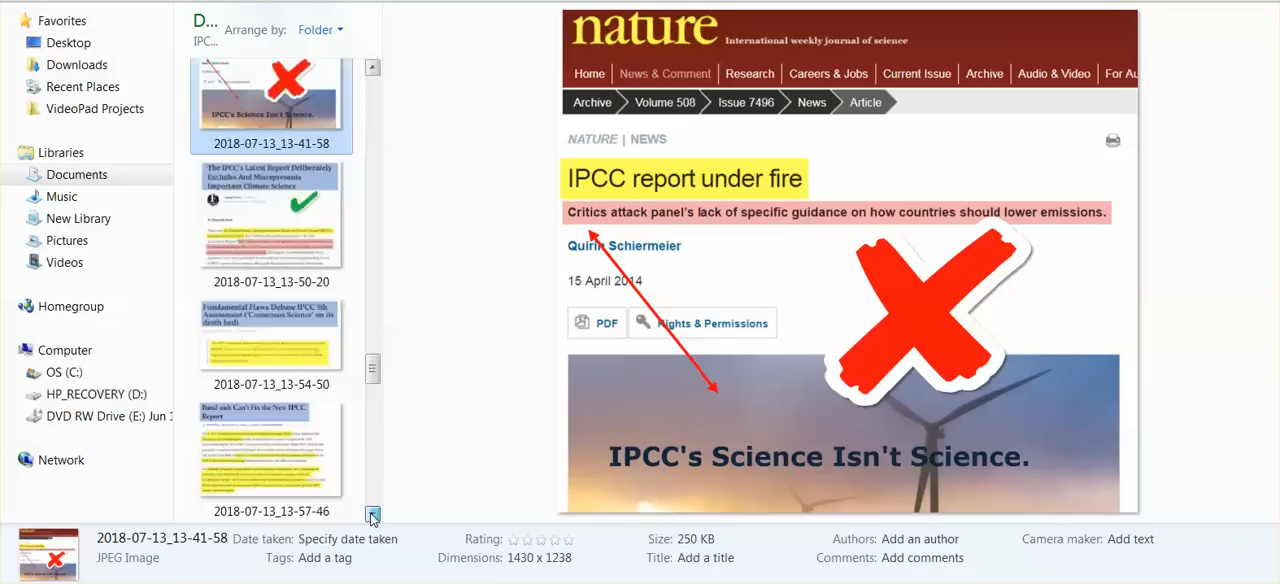 Favorites
Desktop
Downloads
Recent Places
VideoPad Projects
Libraries
Documents
Music
New Library
Pictures
Videos
Homegroup
Computer
OS (C:)
HP_RECOVERY (D:)
DVD RW Drive (E:) Jun 1
Network
D...
IPC...
Arrange by: Folder
IPCC's Science Isn't Science.
2018-07-13_13-41-58
The IPCC's Latest Report Deliberately
Excludes And Misrepresents
Important Climate Science
2018-07-13_13-50-20
Fundamental Flaws Debase IPCC 5th
Assessment ('Consensus Science' on its
death bed)
2018-07-13_13-54-50
Band-aids Can't Fix the New IPCC
Report
2018-07-13_13-57-46
nature International weekly journal of science
Home News & Comment Research Careers & Jobs Current Issue Archive Audio & Video For Au
Archive Volume 508 Issue 7496 News Article
NATURE | NEWS
IPCC report under fire
Critics attack panel's lack of specific guidance on how countries should lower emissions.
Quirin Schiermeier
15 April 2014
PDF Rights & Permissions
IPCC's Science Isn't Science.
2018-07-13_13-41-58 Date taken: Specify date taken Rating: Size: 250 KB Authors: Add an author Camera maker: Add text
JPEG Image Tags: Add a tag Dimensions: 1430 x 1238 Title: Add a title Comments: Add comments